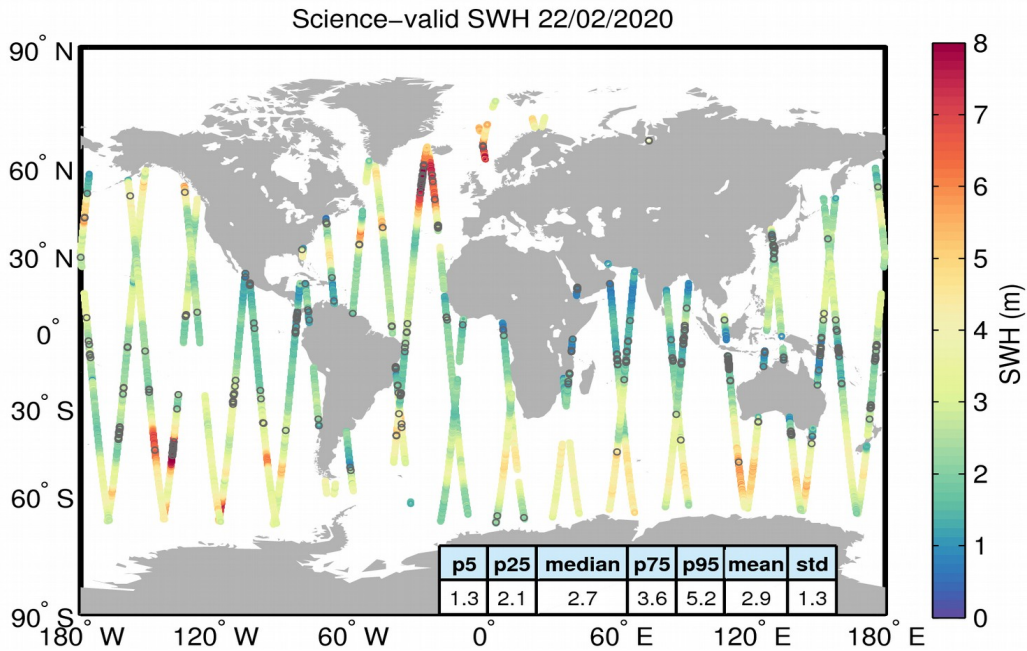 Science−valid SWH 22/02/2020
90° N
60° N
30° N
0°
30° S
60° S
90° S
180° W
120° W
60° W
0°
60° E
120° E
180° E
p5 p25 median p75 p95 mean std
1.3 2.1 2.7 3.6 5.2 2.9 1.3
8
7
6
5
4
3
2
1
0
SWH (m)